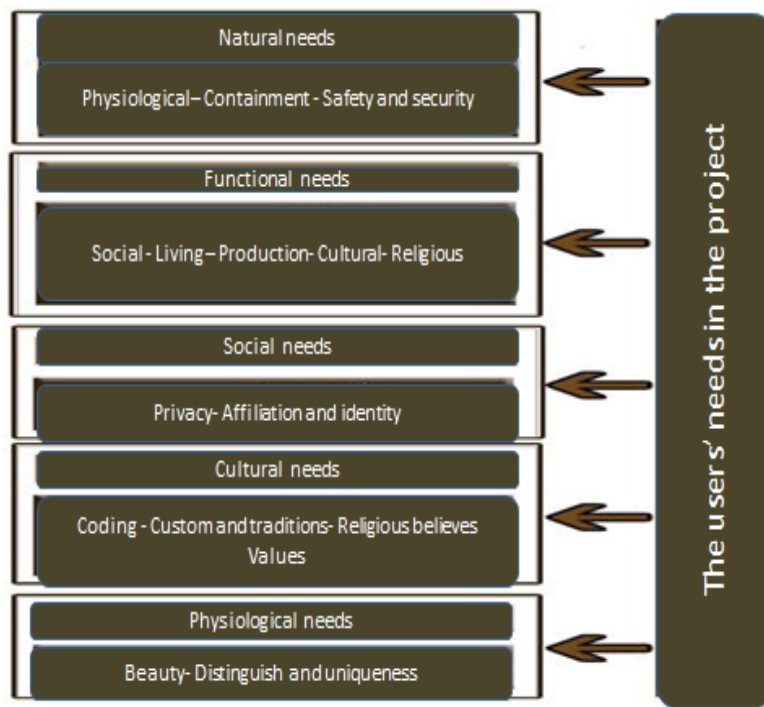 Natural needs
Physiological– Containment - Safety and security
Functional needs
Social - Living– Production- Cultural- Religious
Social needs
Privacy- Affiliation and identity
Cultural needs
Coding - Custom and traditions- Religious believes
Values
Physiological needs
Beauty- Distinguish and uniqueness
The users’ needs in the project